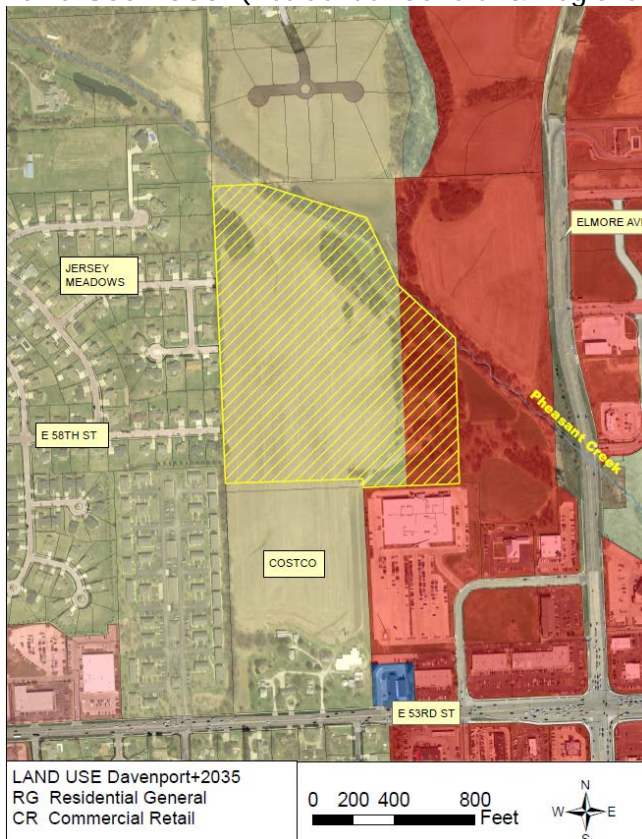 ELMORE AV
JERSEY
MEADOWS
Pheasant Creek
E 58TH ST
COSTCO
E 53RD ST
LAND USE Davenport+2035
RG Residential General
CR Commercial Retail
0 200 400 800
Feet
N
W E
S